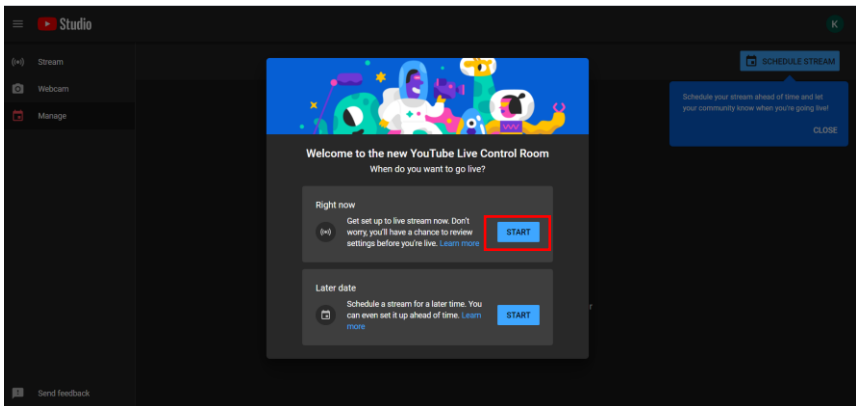 Studio
K
Stream
SCHEDULE STREAM
Webcam
Manage
Schedule your stream ahead of time and let
your community know when you're going live!
CLOSE
Welcome to the new YouTube Live Control Room
When do you want to go live?
Right now
Get set up to live stream now. Don't
worry, you'll have a chance to review
settings before you're live. Learn more
START
Later date
Schedule a stream for a later time. You
can even set it up ahead of time. Learn
more
START
Send feedback